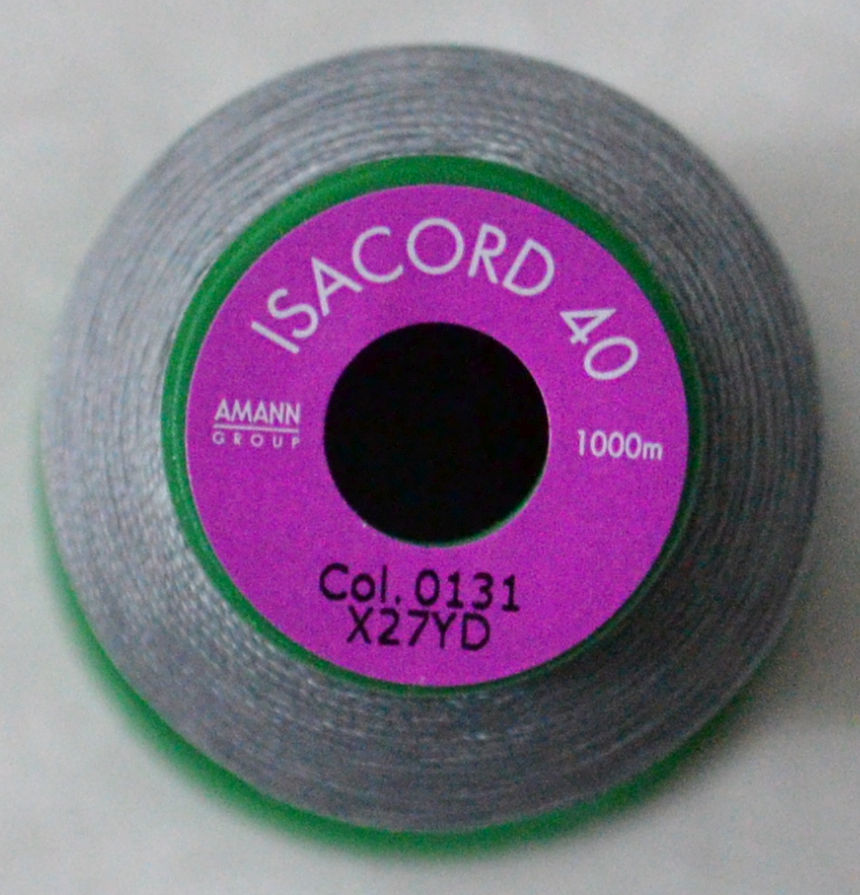 ISACORD 40
AMANN
GROUP
1000m
Col. 0131
X27YD